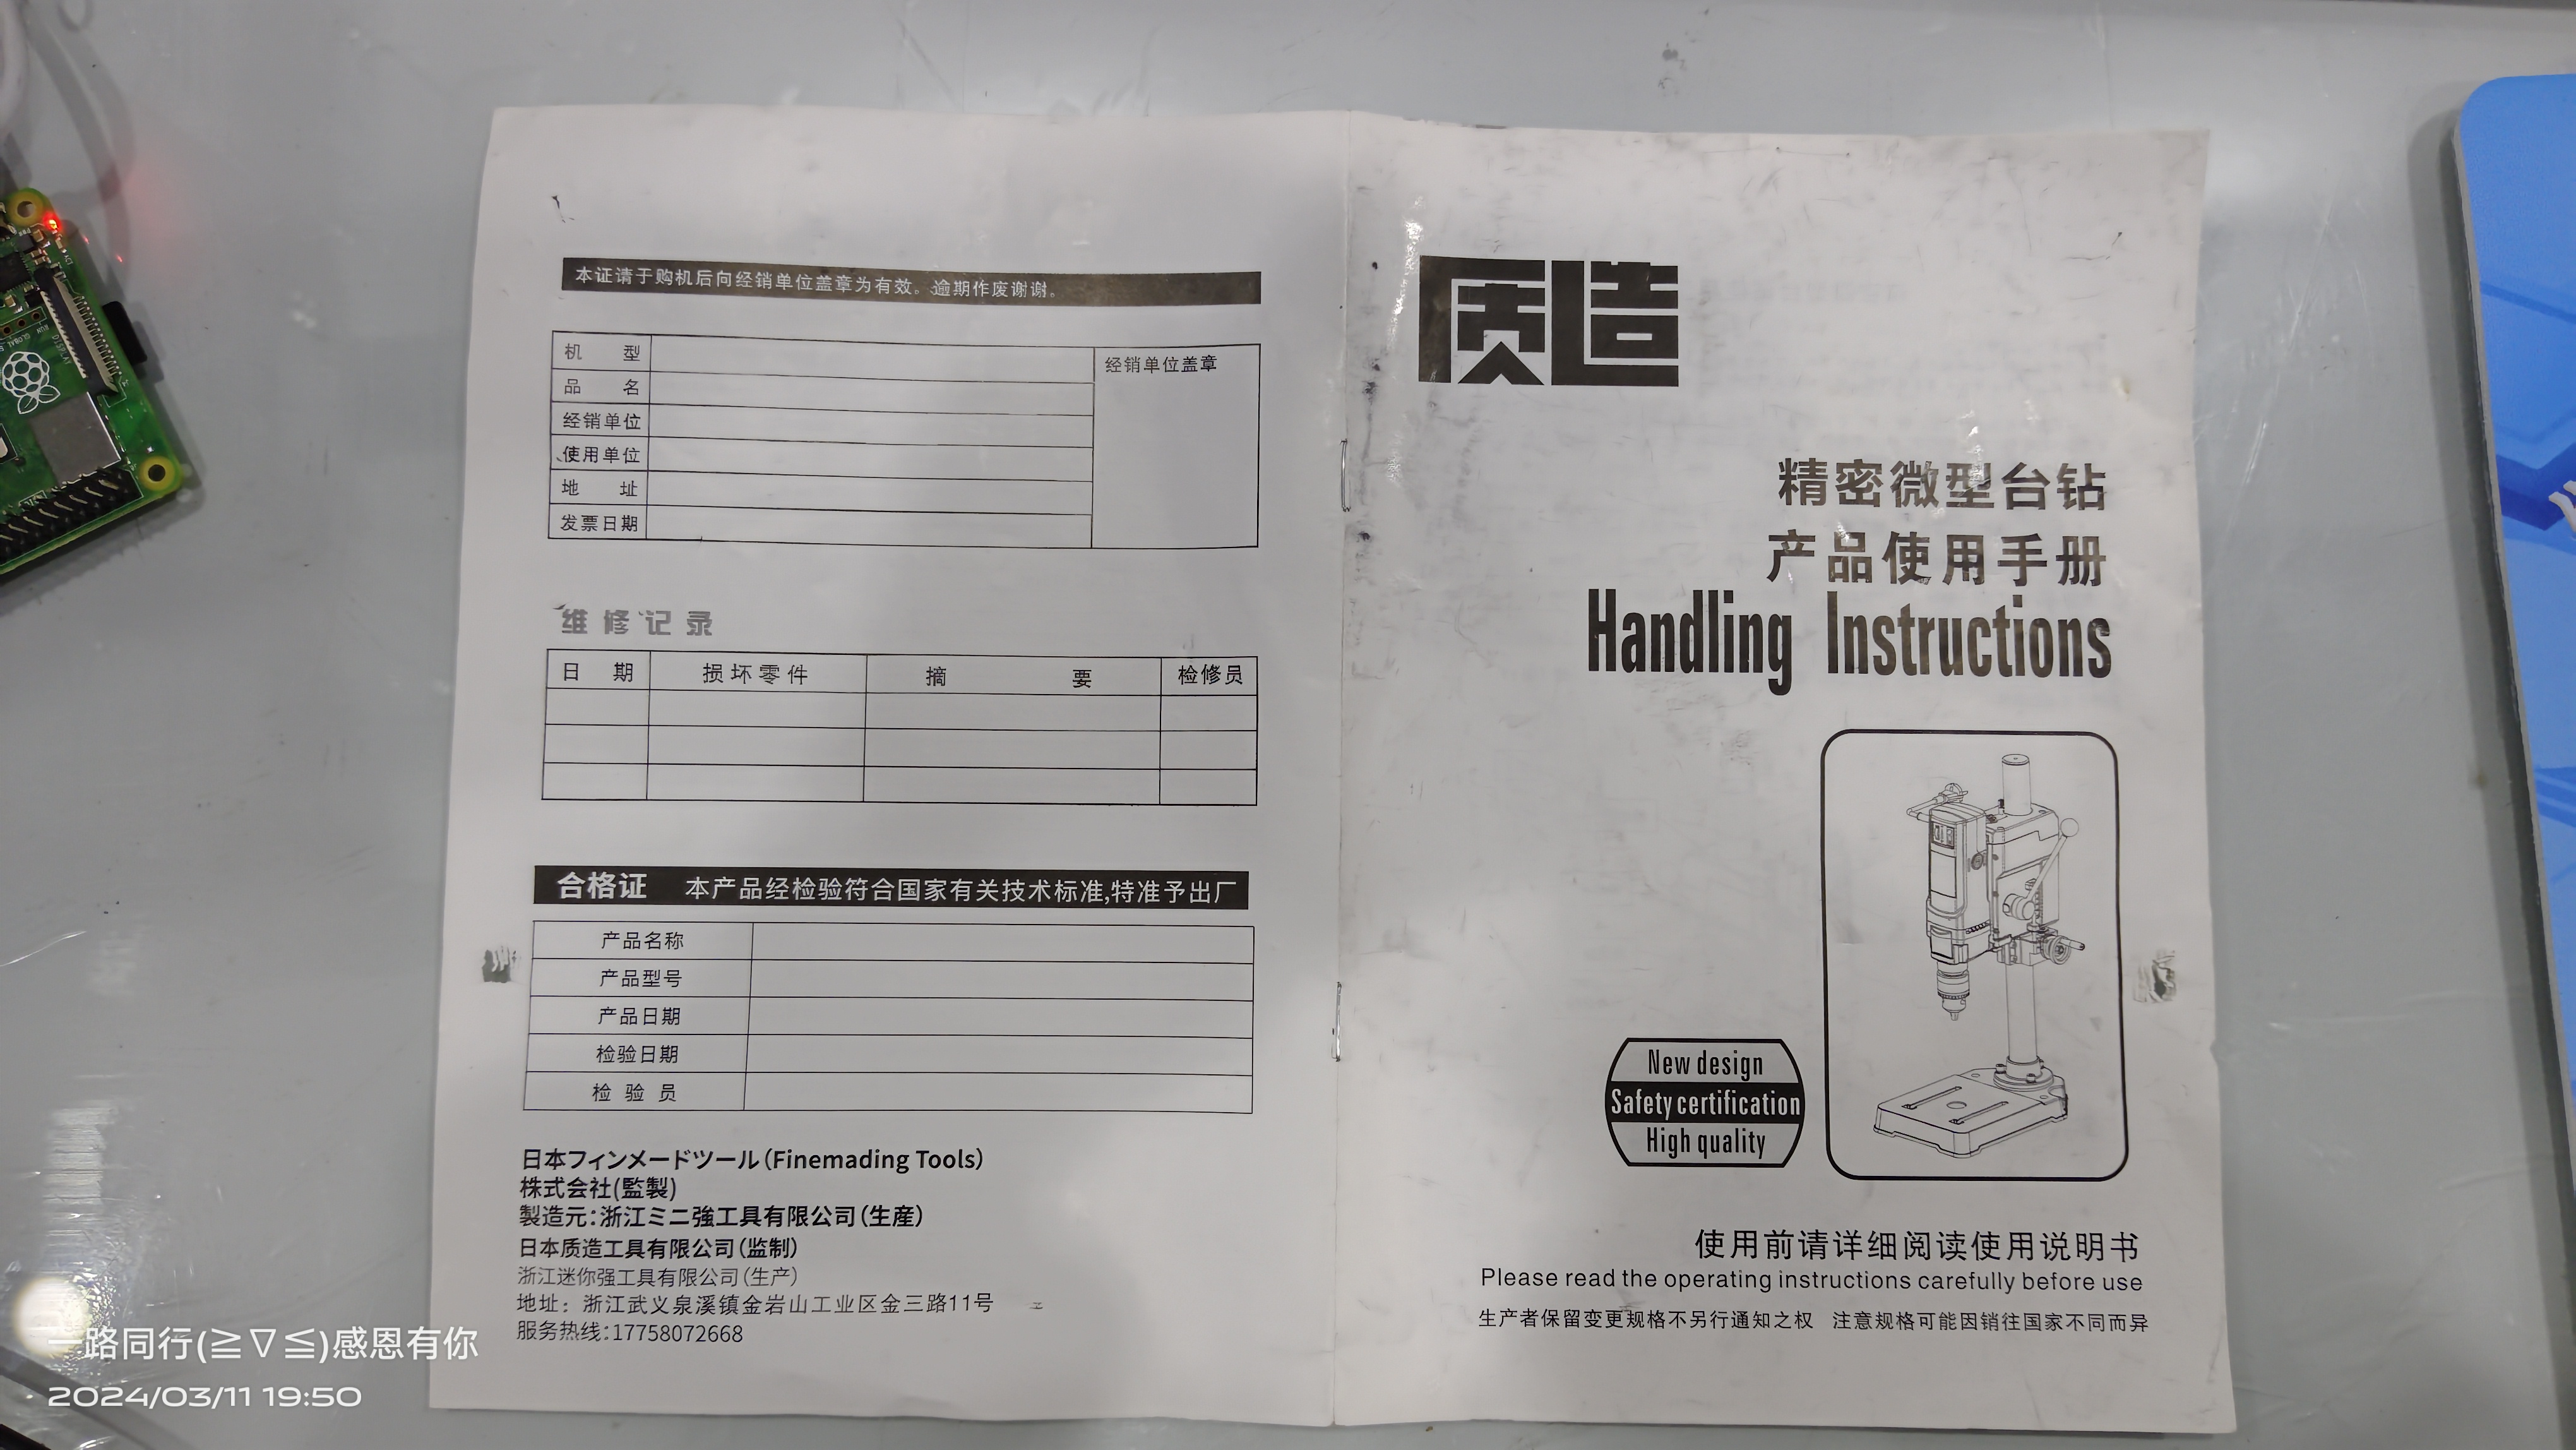 本证请于购机后向经销单位盖章为有效。逾期作废谢谢。
机 型
经销单位盖章
品 名
经销单位
使用单位
地 址
发票日期
维修记录
日 期 损坏零件 摘 要 检修员
合格证 本产品经检验符合国家有关技术标准,特准予出厂
产品名称
产品型号
产品日期
检验日期
检 验 员
日本フィンメードツール(Finemading Tools)
株式会社(監製)
製造元:浙江ミニ強工具有限公司(生産)
日本质造工具有限公司(监制)
浙江迷你强工具有限公司(生产)
地址：浙江武义泉溪镇金岩山工业区金三路11号
服务热线:17758072668
质造
精密微型台钻
产品使用手册
Handling Instructions
New design
Safety certification
High quality
使用前请详细阅读使用说明书
Please read the operating instructions carefully before use
生产者保留变更规格不另行通知之权 注意规格可能因销往国家不同而异
一路同行(≧∇≦)感恩有你
2024/03/11 19:50